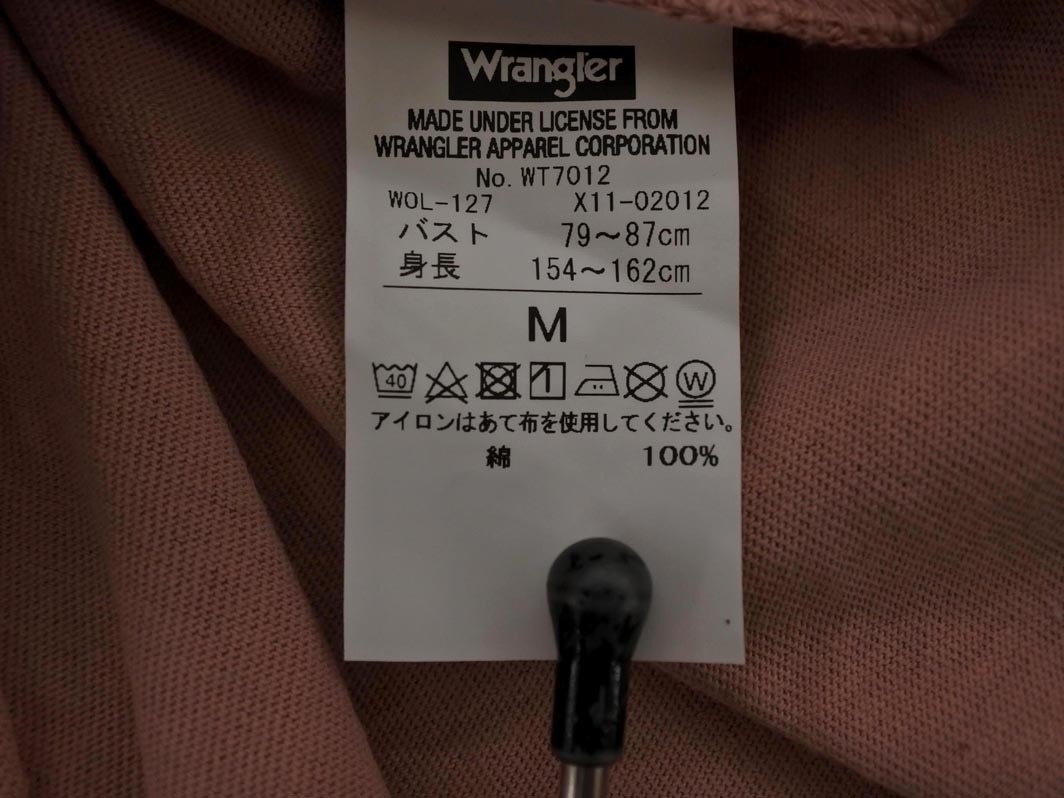 Wrangler
MADE UNDER LICENSE FROM
WRANGLER APPAREL CORPORATION
No. WT7012
WOL-127 X11-02012
バスト 79～87cm
身長 154～162cm
M
40 W
アイロンはあて布を使用してください。
綿 100%